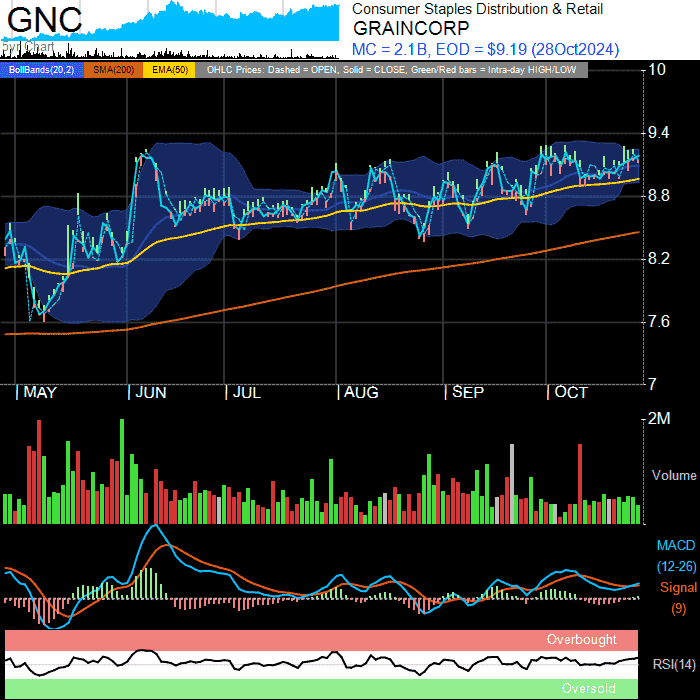 GNC
Consumer Staples Distribution & Retail
GRAINCORP
MC = 2.1B, EOD = $9.19 (28Oct2024)
BollBands(20,2) SMA(200) EMA(50) OHLC Prices: Dashed = OPEN, Solid = CLOSE, Green/Red bars = Intra-day HIGH/LOW
10
9.4
8.8
8.2
7.6
7
MAY JUN JUL AUG SEP OCT
2M
Volume
MACD
(12-26)
Signal
(9)
Overbought
RSI(14)
Oversold